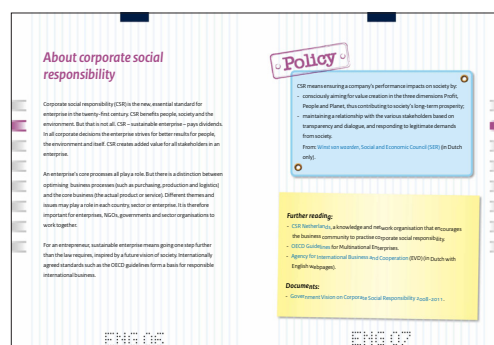 About corporate social
responsibility
Corporate social responsibility (CSR) is the new, essential standard for
enterprise in the twenty-first century. CSR benefits people, society and the
environment. But that is not all. CSR – sustainable enterprise – pays dividends.
In all corporate decisions the enterprise strives for better results for people,
the environment and itself. CSR creates added value for all stakeholders in an
enterprise.
An enterprise's core processes all play a role. But there is a distinction between
optimising business processes (such as purchasing, production and logistics)
and the core business (the actual product or service). Different themes and
issues may play a role in each country, sector or enterprise. It is therefore
important for enterprises, NGOs, governments and sector organisations to
work together.
For an entrepreneur, sustainable enterprise means going one step further
than the law requires, inspired by a future vision of society. Internationally
agreed standards such as the OECD guidelines form a basis for responsible
international business.
ENG 06
Policy
CSR means ensuring a company's performance impacts on society by:
- consciously aiming for value creation in the three dimensions Profit,
People and Planet, thus contributing to society's long-term prosperity;
- maintaining a relationship with the various stakeholders based on
transparency and dialogue, and responding to legitimate demands
from society.
From: Winst van waarden, Social and Economic Council (SER) (in Dutch
only).
Further reading:
- CSR Netherlands, a knowledge and network organisation that encourages
the business community to practise corporate social responsibility.
- OECD Guidelines for Multinational Enterprises.
- Agency for International Business And Cooperation (EVD) (in Dutch with
English webpages).
Documents:
- Government Vision on Corporate Social Responsibility 2008-2011.
ENG 07